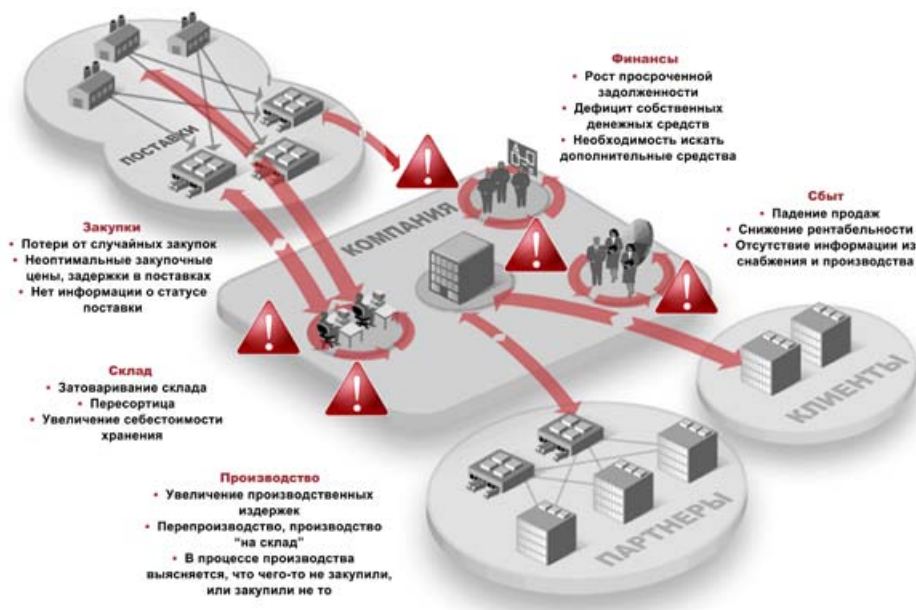 Финансы
• Рост просроченной
задолженности
• Дефицит собственных
денежных средств
• Необходимость искать
дополнительные средства
ПОСТАВКИ
КОМПАНИЯ
Сбыт
• Падение продаж
• Снижение рентабельности
• Отсутствие информации из
снабжения и производства
Закупки
• Потери от случайных закупок
• Неоптимальные закупочные
цены, задержки в поставках
• Нет информации о статусе
поставки
!
!
!
!
!
Склад
• Затоваривание склада
• Пересортица
• Увеличение себестоимости
хранения
КЛИЕНТЫ
Производство
• Увеличение производственных
издержек
• Перепроизводство, производство
“на склад”
• В процессе производства
выясняется, что чего-то не закупили,
или закупили не то
ПАРТНЕРЫ